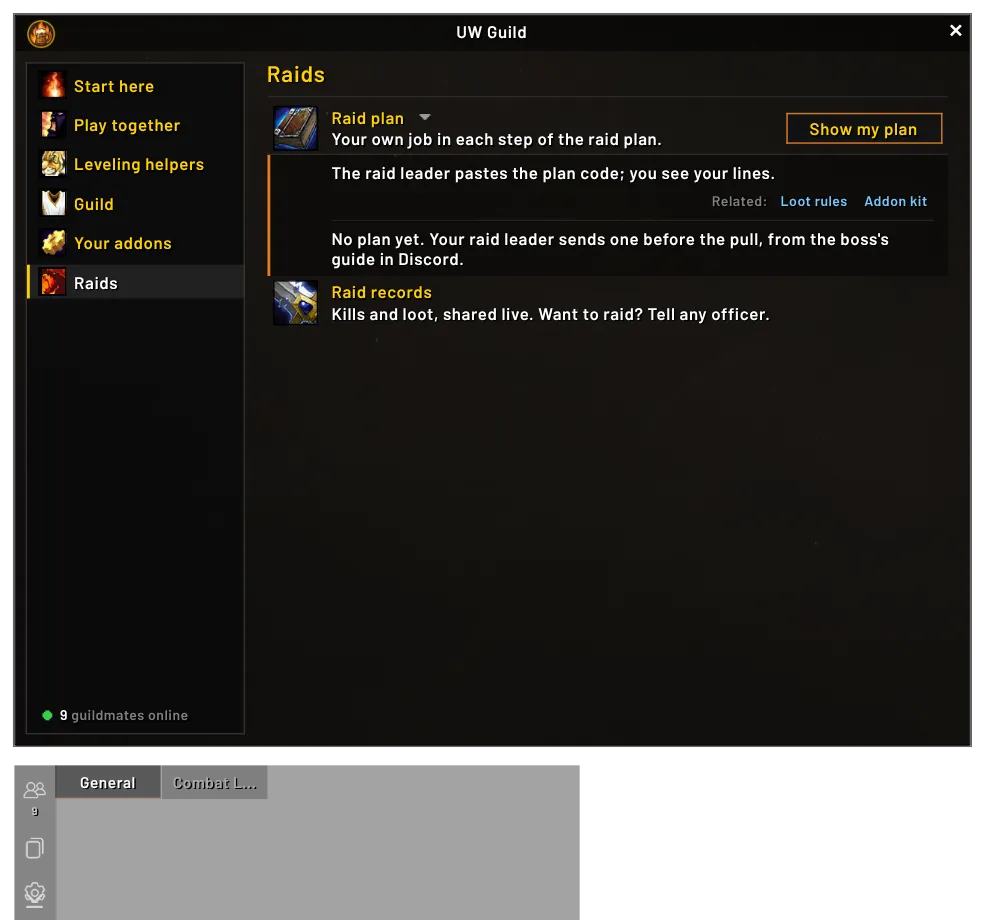 UW Guild
Start here
Play together
Leveling helpers
Guild
Your addons
Raids
9 guildmates online
Raids
Raid plan
Your own job in each step of the raid plan.
Show my plan
The raid leader pastes the plan code; you see your lines.
Related: Loot rules Addon kit
No plan yet. Your raid leader sends one before the pull, from the boss's
guide in Discord.
Raid records
Kills and loot, shared live. Want to raid? Tell any officer.
General
Combat L...
9